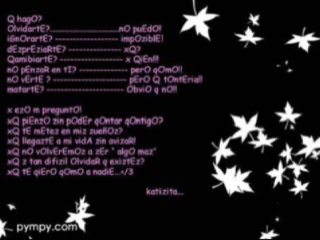 Q hagO?
OlvidartE?.......................nO puEdO!!
iGnOrartE? ------------------- impOziblE!
dEzprEziaRtE? ---------------- xQ?
QamibiartE? ---------------- x QiEn!!!
nO pEnzaR en tI? -------------- perO qOmO!!
nO vErtE ? --------------- pErO Q tOntEria!!
matartE? ----------------- ObviO q nO!!
x ezO m preguntO!
xQ piEnzO zin pOdEr qOntar qOntigO?
xQ tE mEtez en miz zueñOz?
xQ llegaztE a mi vidA zin avizaR!
xQ nO vOlvErEmOz a zEr " algO maz"
xQ z tan difizil OlvidaR q exiztEz?
xQ tE qiErO qOmO a nadiE...</3
katizita...
pympy.com